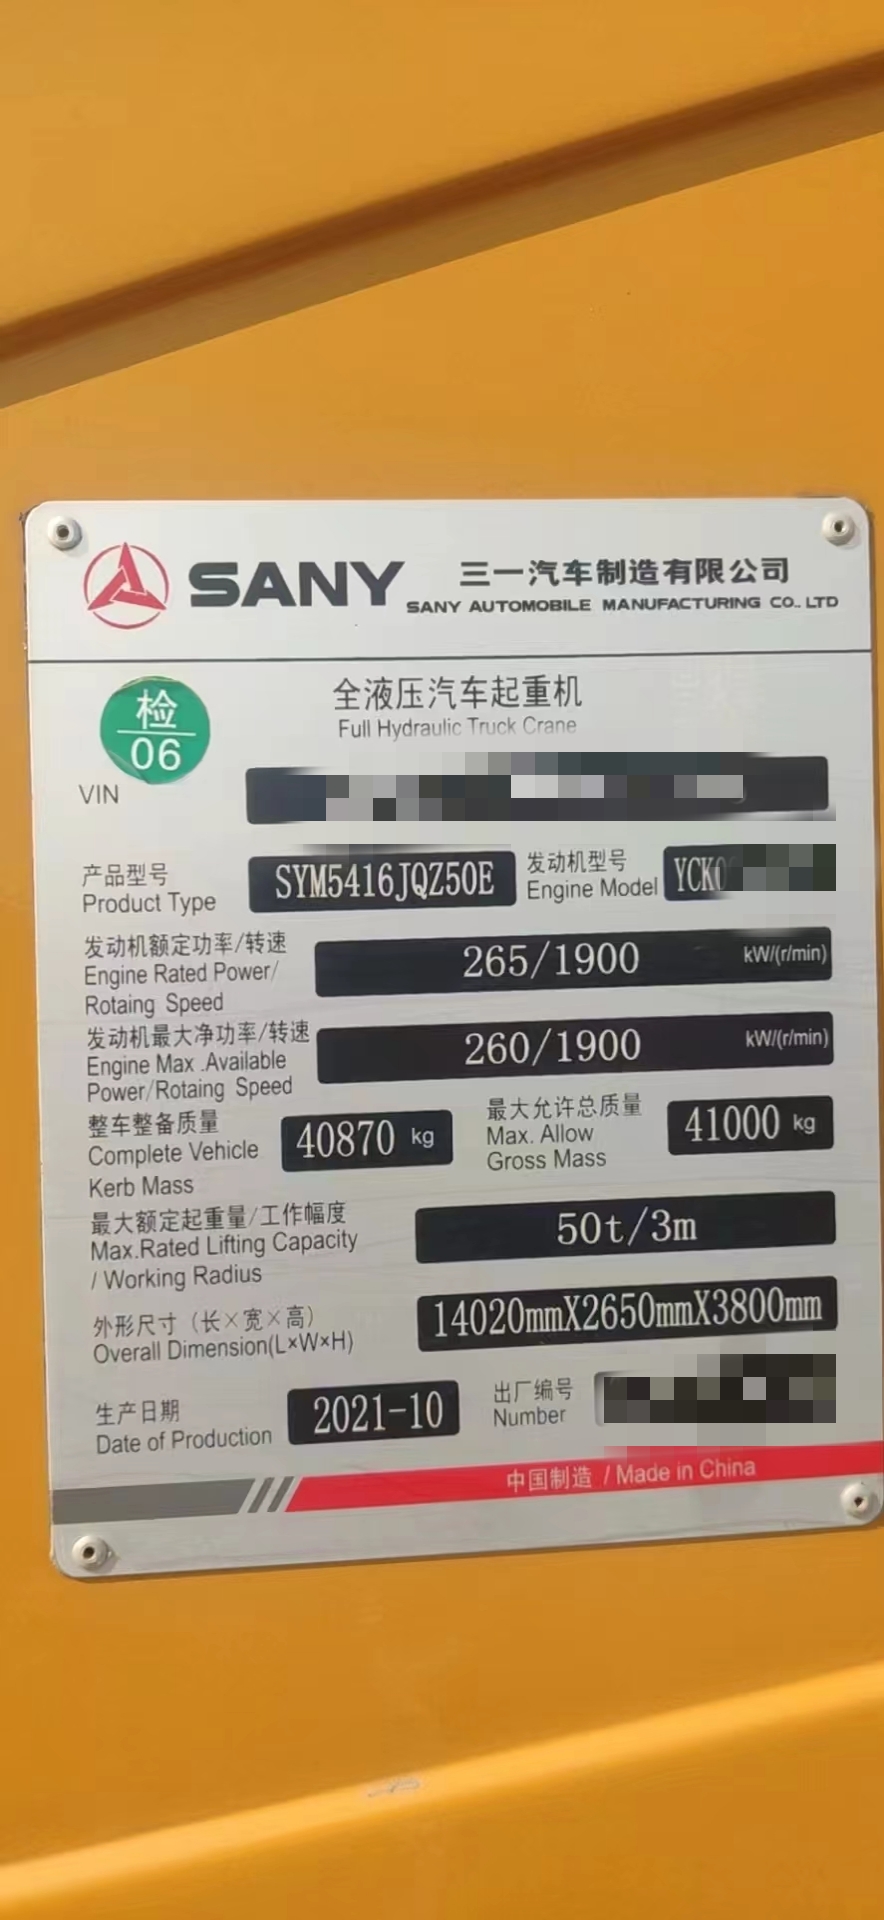 SANY
三一汽车制造有限公司
SANY AUTOMOBILE MANUFACTURING CO.. LTD
检
06
全液压汽车起重机
Full Hydraulic Truck Crane
VIN
产品型号
Product Type
SYM5416JQZ50E
发动机型号
Engine Model
发动机额定功率/转速
Engine Rated Power/
Rotaing Speed
265/1900 kW/(r/min)
发动机最大净功率/转速
Engine Max .Available
Power/Rotaing Speed
260/1900 kW/(r/min)
整车整备质量
Complete Vehicle
Kerb Mass
40870 kg
最大允许总质量
Max. Allow
Gross Mass
41000 kg
最大额定起重量/工作幅度
Max.Rated Lifting Capacity
/ Working Radius
50t/3m
外形尺寸（长×宽×高）
Overall Dimension(L×W×H)
14020mmX2650mmX3800mm
生产日期
Date of Production
2021-10
出厂编号
Number
中国制造 / Made in China